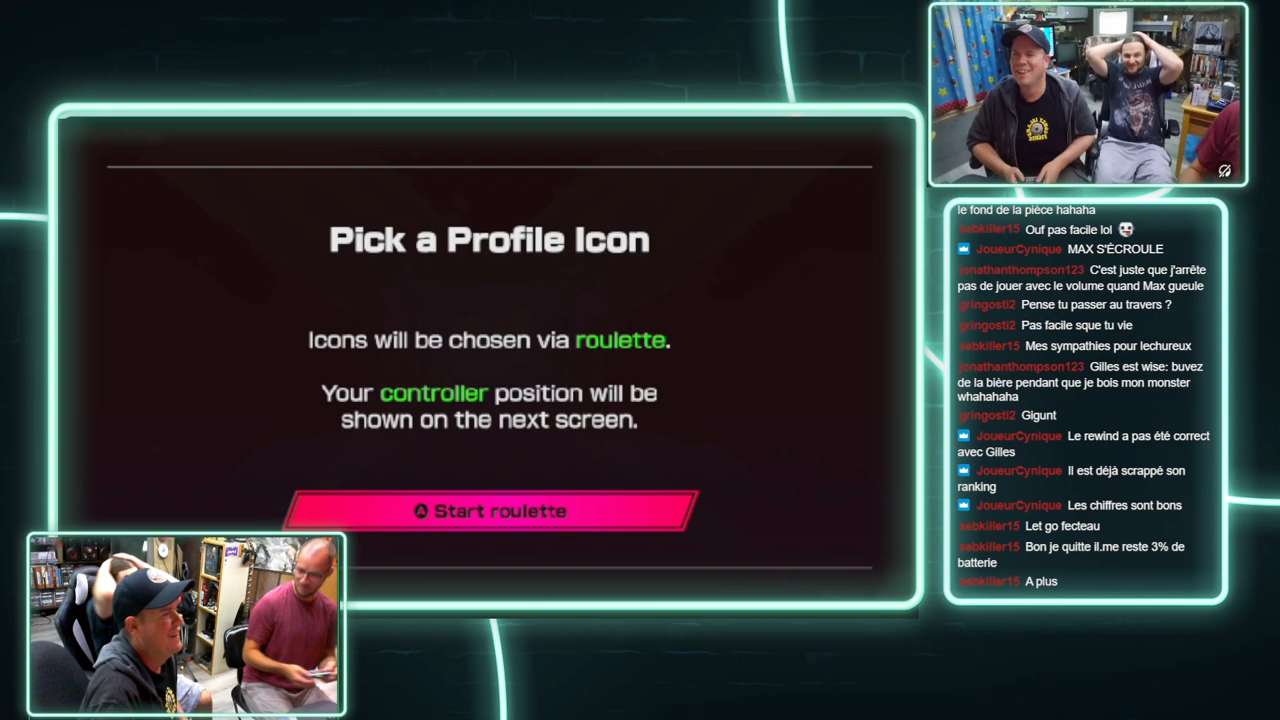 Pick a Profile Icon
Icons will be chosen via roulette.
Your controller position will be
shown on the next screen.
A Start roulette
le fond de la pièce hahaha
sebkiller15 Ouf pas facile lol
JoueurCynique MAX S'ÉCROULE
jonathanthompson123 C'est juste que j'arrête
pas de jouer avec le volume quand Max gueule
gringosti2 Pense tu passer au travers ?
gringosti2 Pas facile sque tu vie
sebkiller15 Mes sympathies pour lechureux
jonathanthompson123 Gilles est wise: buvez
de la bière pendant que je bois mon monster
whahahaha
gringosti2 Gigunt
JoueurCynique Le rewind a pas été correct
avec Gilles
JoueurCynique Il est déjà scrappé son
ranking
JoueurCynique Les chiffres sont bons
sebkiller15 Let go fecteau
sebkiller15 Bon je quitte il.me reste 3% de
batterie
sebkiller15 A plus